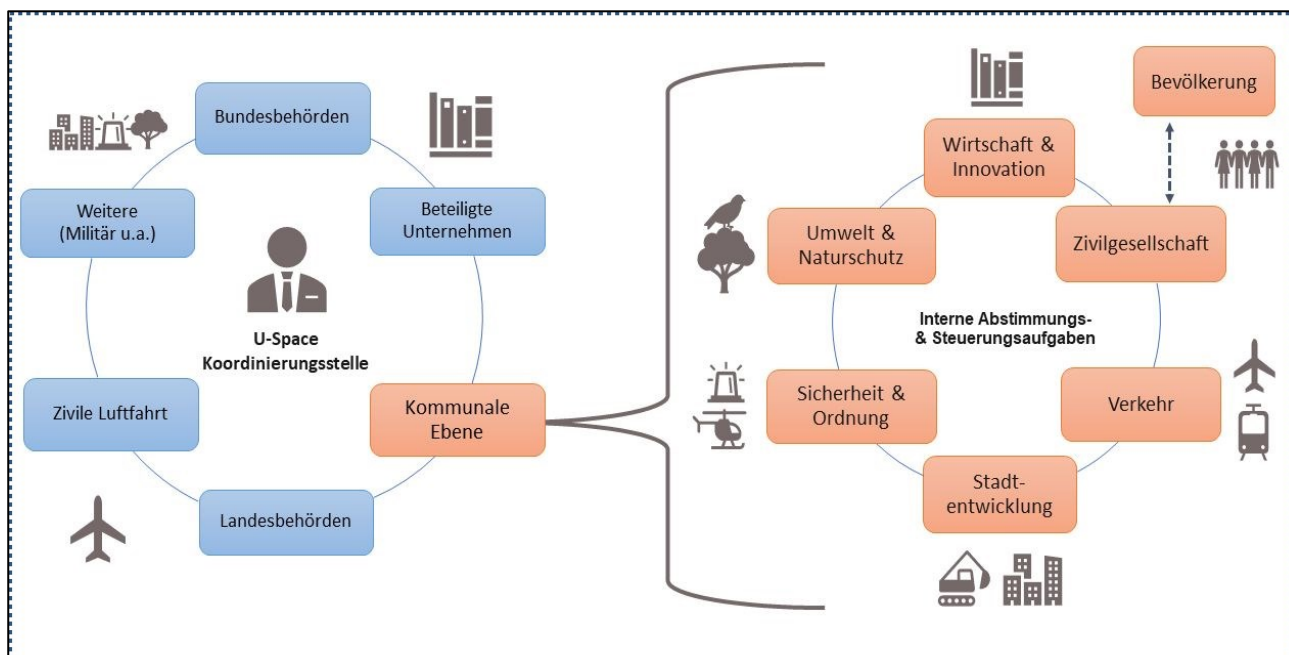 Bundesbehörden
Weitere
(Militär u.a.)
Beteiligte
Unternehmen
U-Space
Koordinierungsstelle
Zivile Luftfahrt
Kommunale
Ebene
Landesbehörden
Bevölkerung
Wirtschaft &
Innovation
Umwelt &
Naturschutz
Zivilgesellschaft
Interne Abstimmungs-
& Steuerungsaufgaben
Sicherheit &
Ordnung
Verkehr
Stadt-
entwicklung